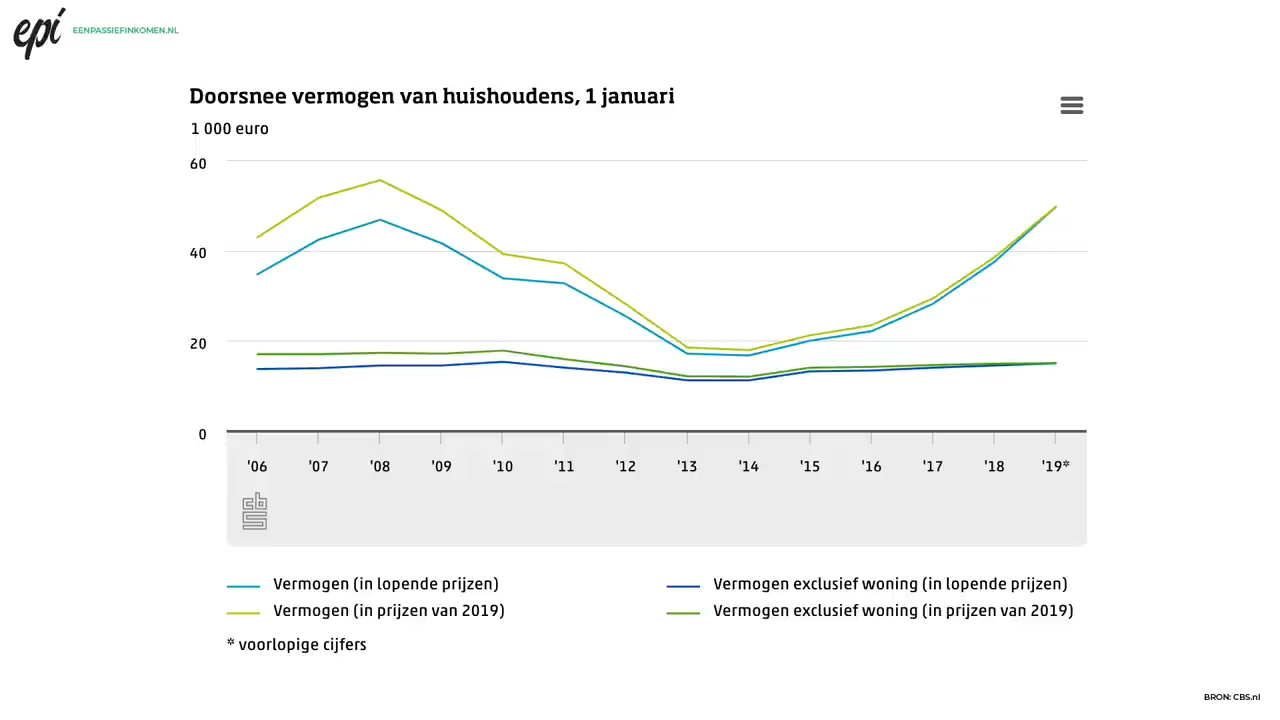 epi EENPASSIEFINKOMEN.NL
Doorsnee vermogen van huishoudens, 1 januari
1 000 euro
60
40
20
0
'06 '07 '08 '09 '10 '11 '12 '13 '14 '15 '16 '17 '18 '19*
cbs
Vermogen (in lopende prijzen) Vermogen exclusief woning (in lopende prijzen)
Vermogen (in prijzen van 2019) Vermogen exclusief woning (in prijzen van 2019)
* voorlopige cijfers
BRON: CBS.nl